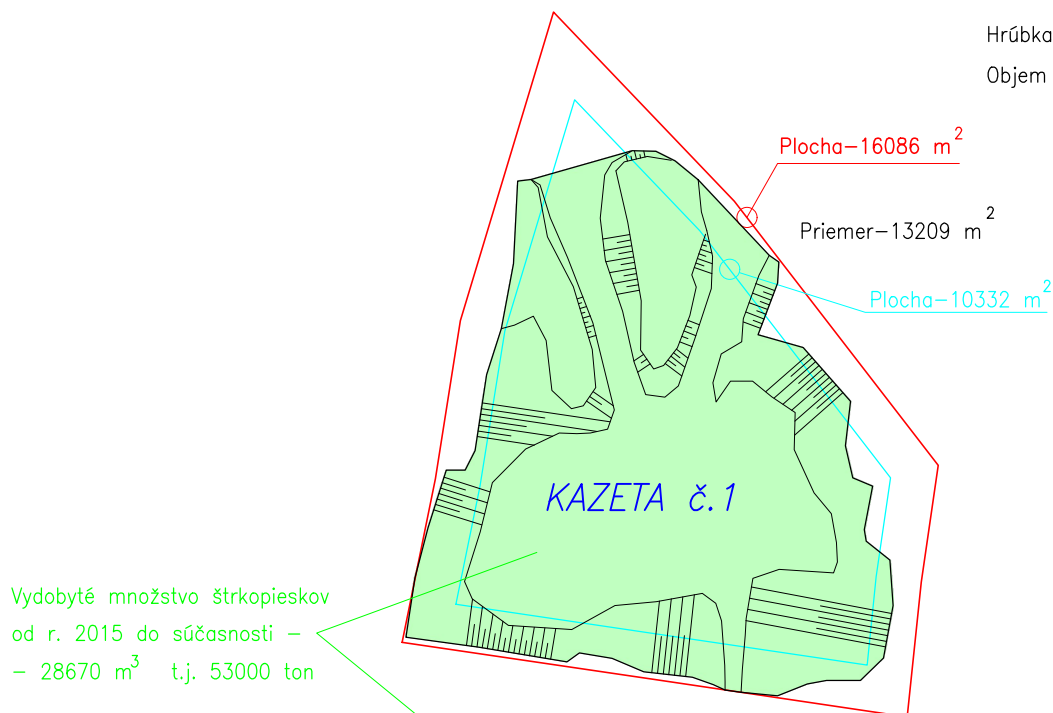 Hrúbka
Objem
Plocha-16086 m²
Priemer-13209 m²
Plocha-10332 m²
KAZETA č.1
Vydobyté množstvo štrkopieskov
od r. 2015 do súčasnosti -
- 28670 m³ t.j. 53000 ton